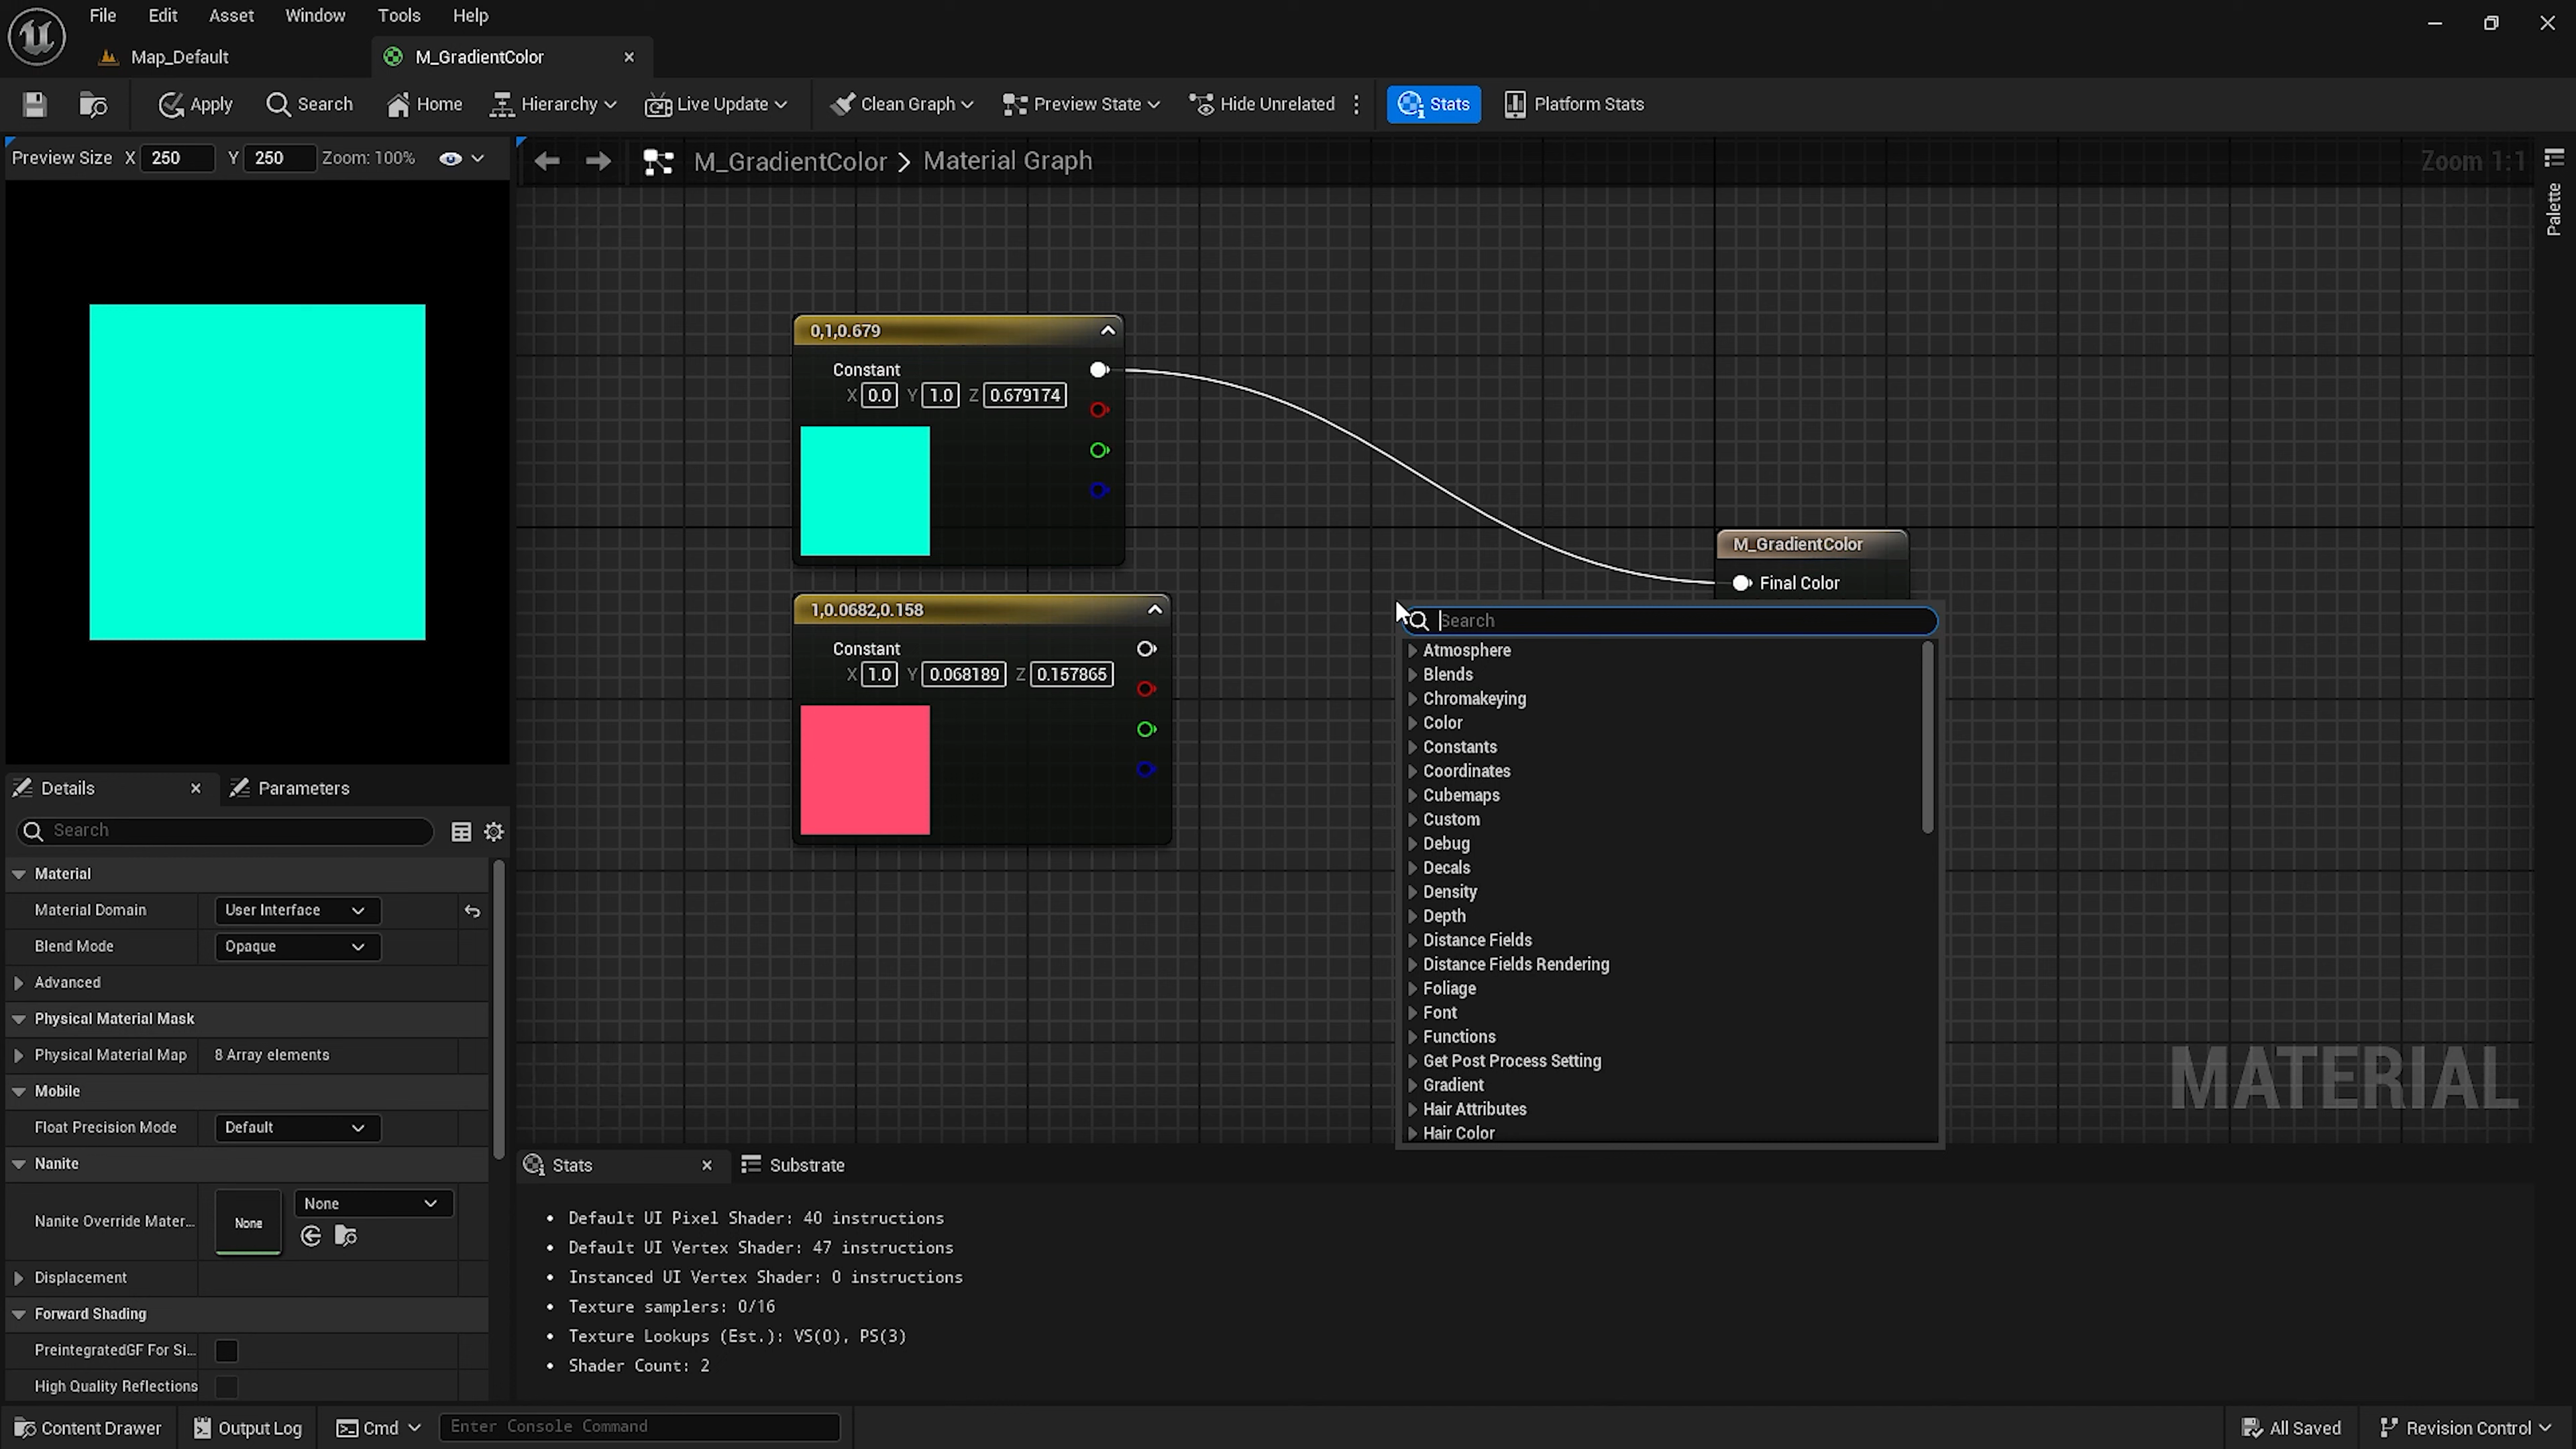 File Edit Asset Window Tools Help
Map_Default M_GradientColor
Apply Search Home Hierarchy Live Update Clean Graph Preview State Hide Unrelated Stats Platform Stats
Preview Size X 250 Y 250 Zoom: 100%
M_GradientColor > Material Graph
Zoom 1:1
Palette
0,1,0.679
Constant
X 0.0 Y 1.0 Z 0.679174
1,0.0682,0.158
Constant
X 1.0 Y 0.068189 Z 0.157865
M_GradientColor
Final Color
Search
Atmosphere
Blends
Chromakeying
Color
Constants
Coordinates
Cubemaps
Custom
Debug
Decals
Density
Depth
Distance Fields
Distance Fields Rendering
Foliage
Font
Functions
Get Post Process Setting
Gradient
Hair Attributes
Hair Color
MATERIAL
Details Parameters
Search
Material
Material Domain User Interface
Blend Mode Opaque
Advanced
Physical Material Mask
Physical Material Map 8 Array elements
Mobile
Float Precision Mode Default
Nanite
Nanite Override Mater... None None
Displacement
Forward Shading
PreintegratedGF For Si...
High Quality Reflections
Stats Substrate
• Default UI Pixel Shader: 40 instructions
• Default UI Vertex Shader: 47 instructions
• Instanced UI Vertex Shader: 0 instructions
• Texture samplers: 0/16
• Texture Lookups (Est.): VS(0), PS(3)
• Shader Count: 2
Content Drawer Output Log Cmd Enter Console Command All Saved Revision Control